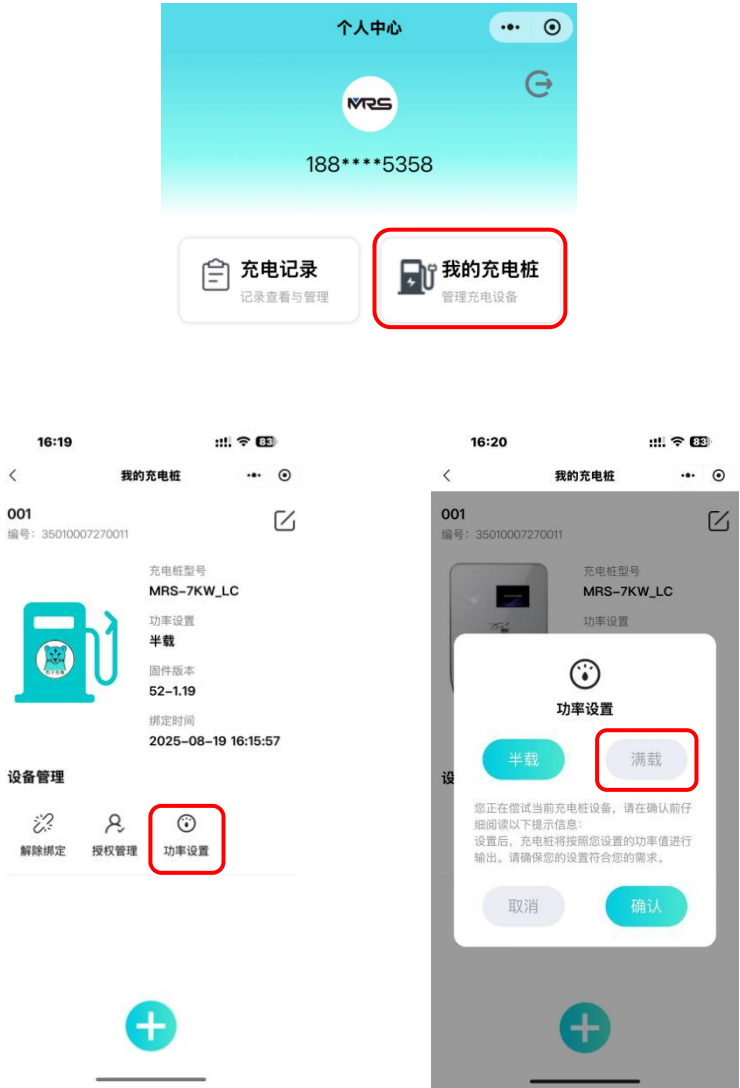 个人中心
MRS
188****5358
充电记录
记录查看与管理
我的充电桩
管理充电设备
16:19
83
我的充电桩
001
编号：35010007270011
充电桩型号
MRS-7KW_LC
功率设置
半载
固件版本
52-1.19
绑定时间
2025-08-19 16:15:57
设备管理
解除绑定
授权管理
功率设置
16:20
83
我的充电桩
001
编号：35010007270011
充电桩型号
MRS-7KW_LC
功率设置
设
功率设置
半载
满载
您正在偿试当前充电桩设备，请在确认前仔
细阅读以下提示信息：
设置后，充电桩将按照您设置的功率值进行
输出。请确保您的设置符合您的需求。
取消
确认